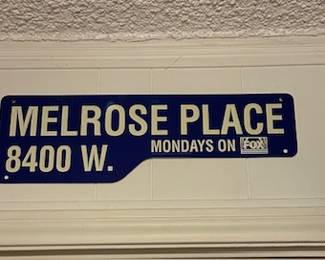 MELROSE PLACE
8400 W. MONDAYS ON FOX